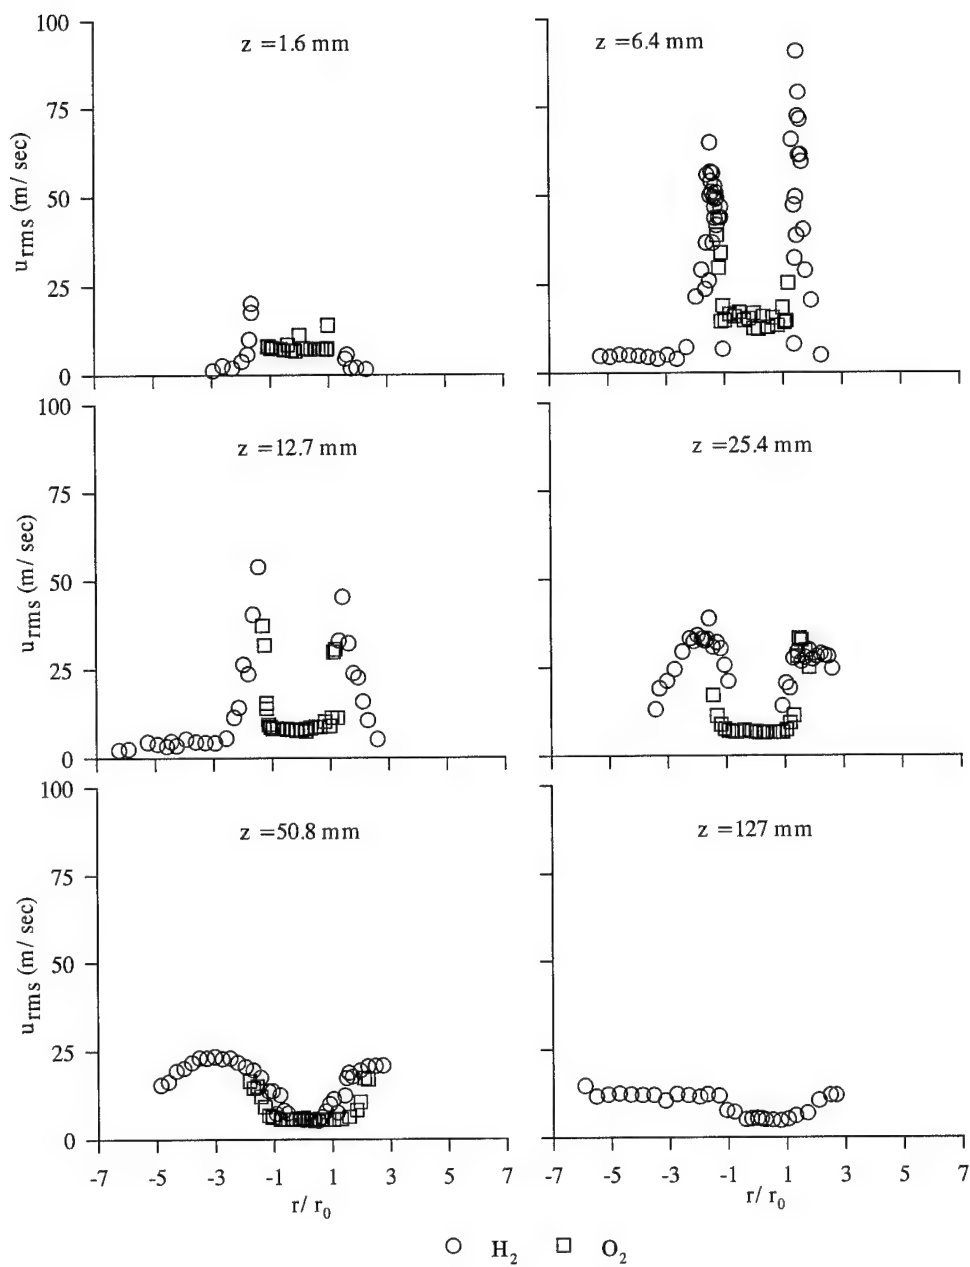 100
75
50
25
0
u_rms (m/ sec)
z =1.6 mm
z =6.4 mm
100
75
50
25
0
u_rms (m/ sec)
z =12.7 mm
z =25.4 mm
100
75
50
25
0
u_rms (m/ sec)
z =50.8 mm
z =127 mm
-7 -5 -3 -1 1 3 5 7
r/ r_0
-7 -5 -3 -1 1 3 5 7
r/ r_0
H_2 O_2